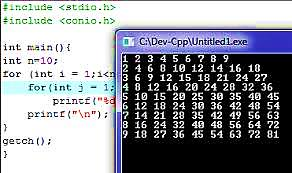 #include <stdio.h>
#include <conio.h>
int main(){
int n=10;
for (int i = 1;i<n
for(int j = 1;
printf("%d
}
printf("\n");
}
getch();
}
C:\Dev-Cpp\Untitled1.exe
1 2 3 4 5 6 7 8 9
2 4 6 8 10 12 14 16 18
3 6 9 12 15 18 21 24 27
4 8 12 16 20 24 28 32 36
5 10 15 20 25 30 35 40 45
6 12 18 24 30 36 42 48 54
7 14 21 28 35 42 49 56 63
8 16 24 32 40 48 56 64 72
9 18 27 36 45 54 63 72 81